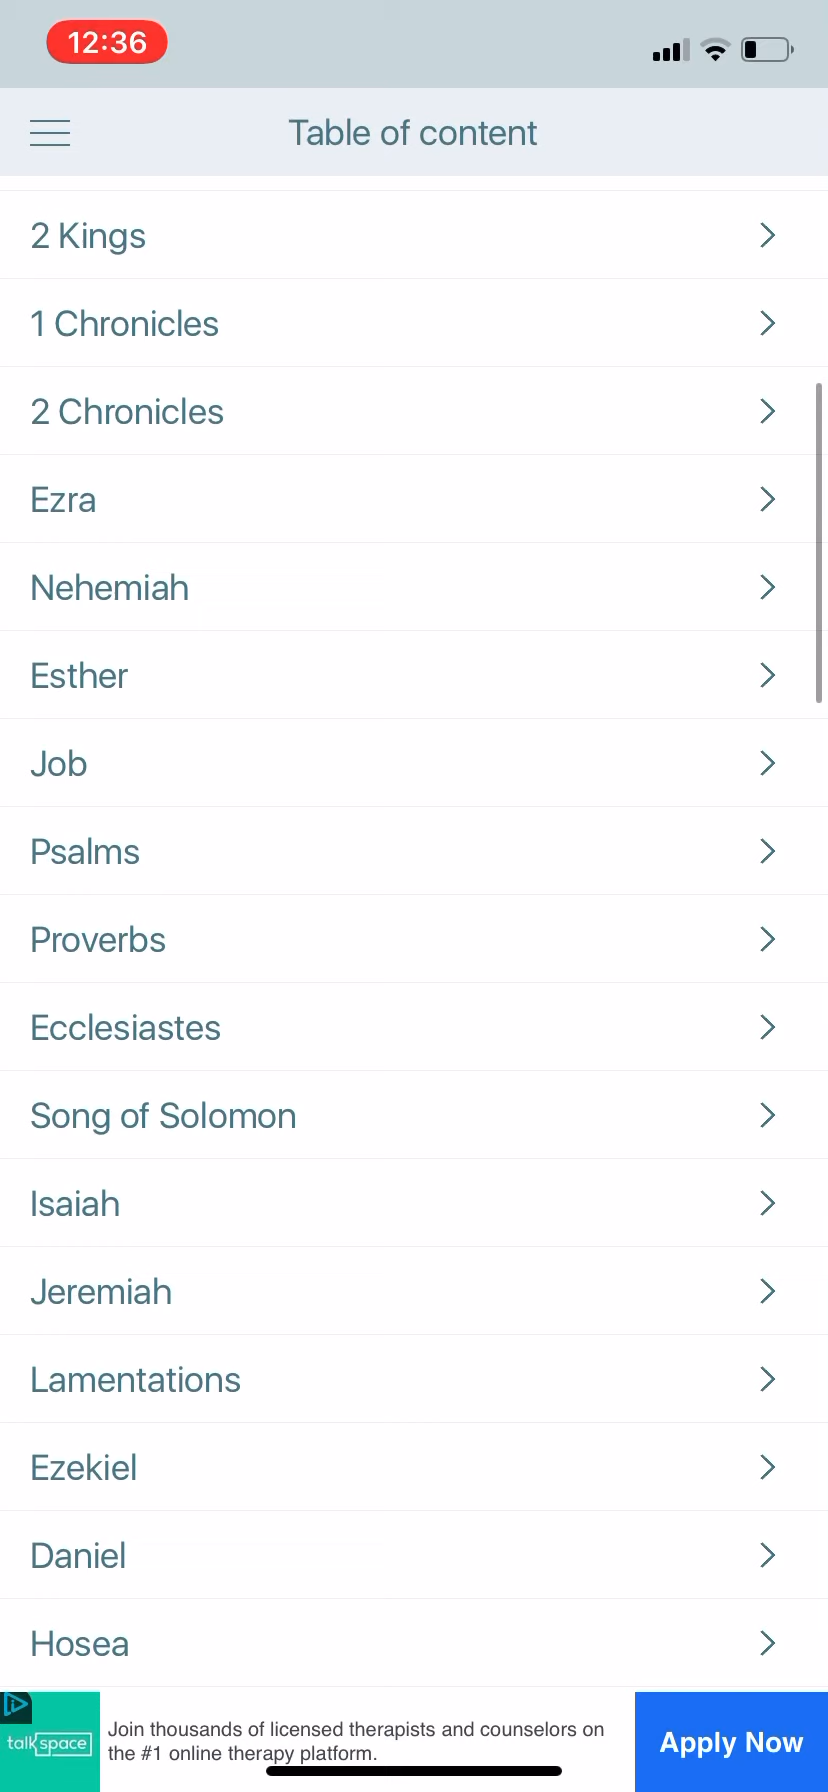 12:36
Table of content
2 Kings
1 Chronicles
2 Chronicles
Ezra
Nehemiah
Esther
Job
Psalms
Proverbs
Ecclesiastes
Song of Solomon
Isaiah
Jeremiah
Lamentations
Ezekiel
Daniel
Hosea
talkspace
Join thousands of licensed therapists and counselors on
the #1 online therapy platform.
Apply Now